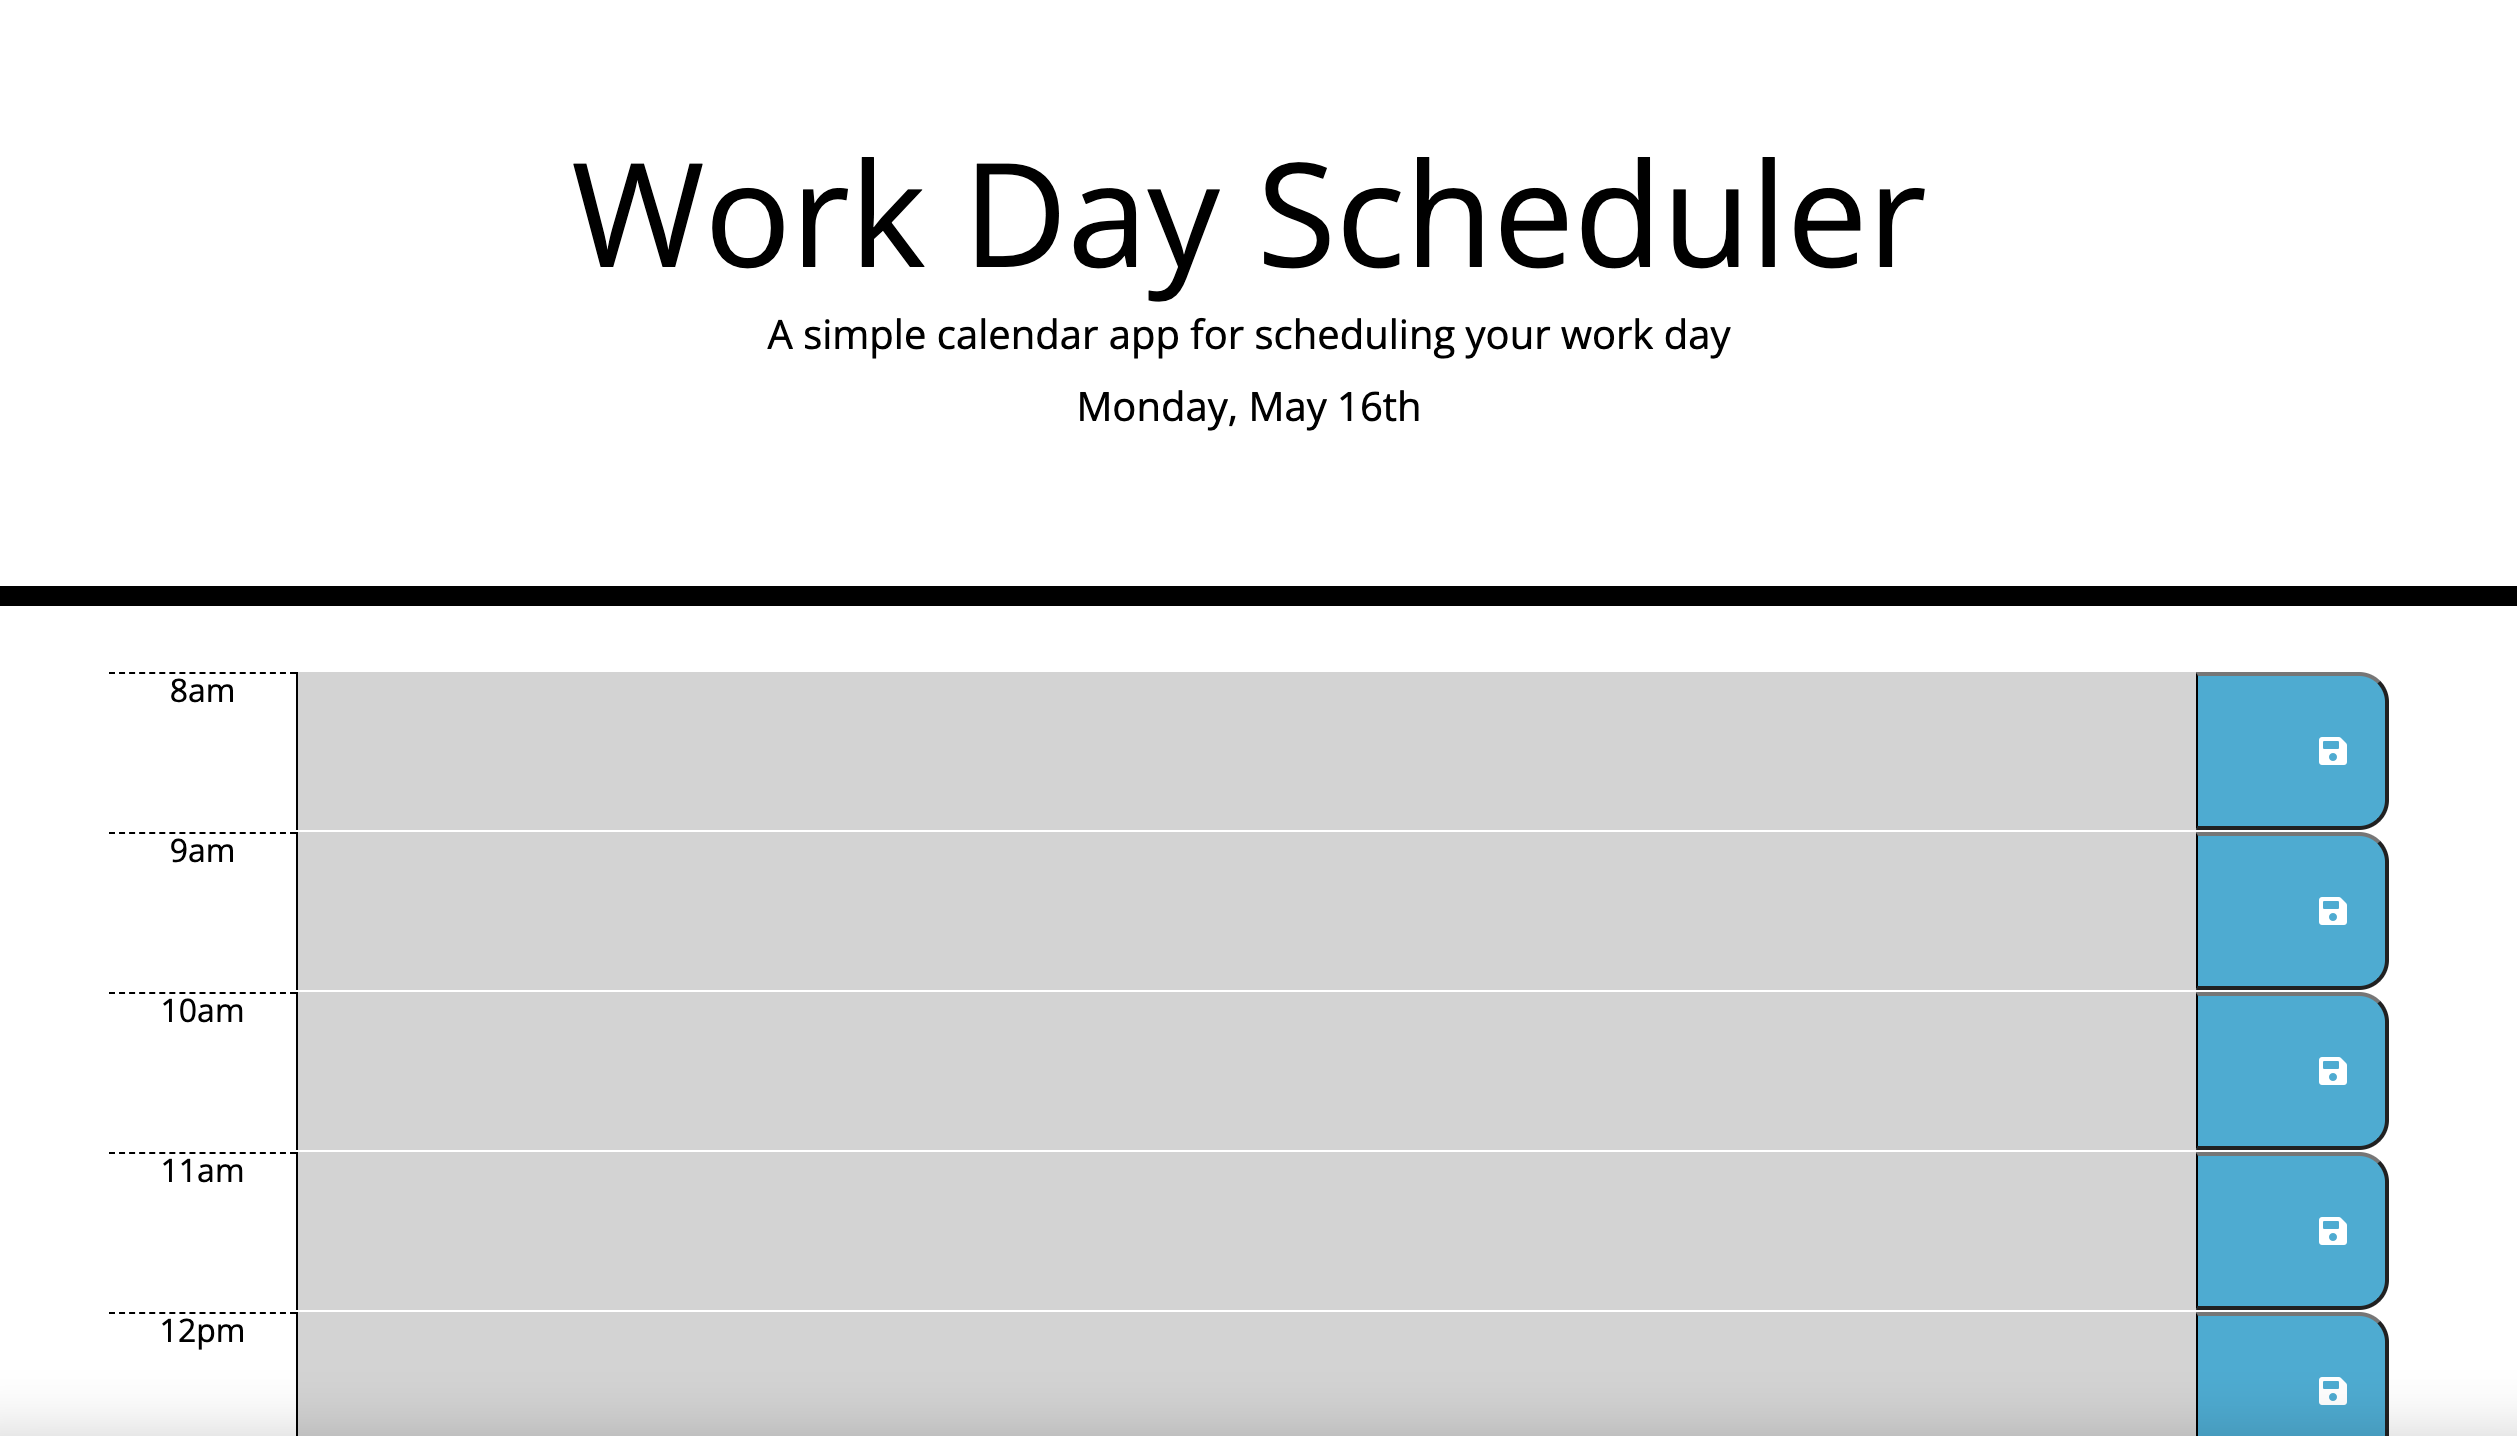 Work Day Scheduler
A simple calendar app for scheduling your work day
Monday, May 16th
8am
9am
10am
11am
12pm